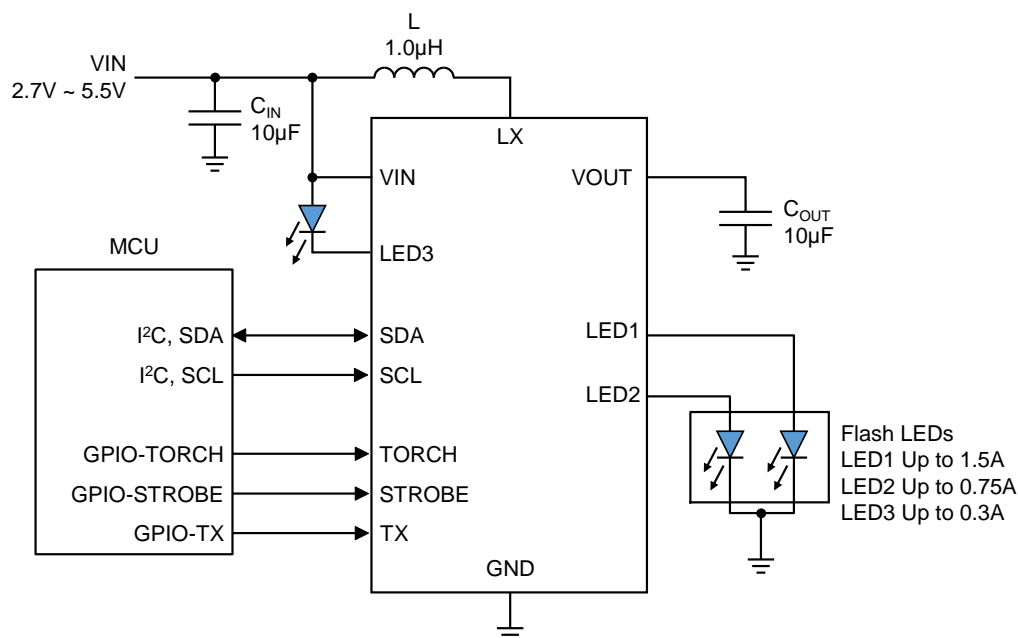 L
1.0µH
VIN
2.7V ~ 5.5V
C_IN
10µF
LX
VIN
VOUT
C_OUT
10µF
LED3
MCU
I²C, SDA
SDA
LED1
I²C, SCL
SCL
LED2
Flash LEDs
LED1 Up to 1.5A
LED2 Up to 0.75A
LED3 Up to 0.3A
GPIO-TORCH
TORCH
GPIO-STROBE
STROBE
GPIO-TX
TX
GND